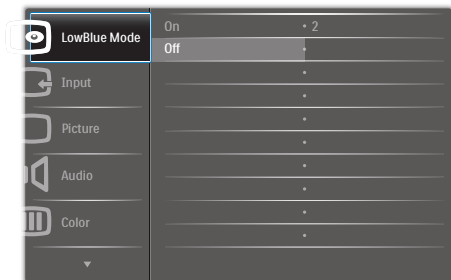 LowBlue Mode
On • 2
Off •
Input
Picture
Audio
Color